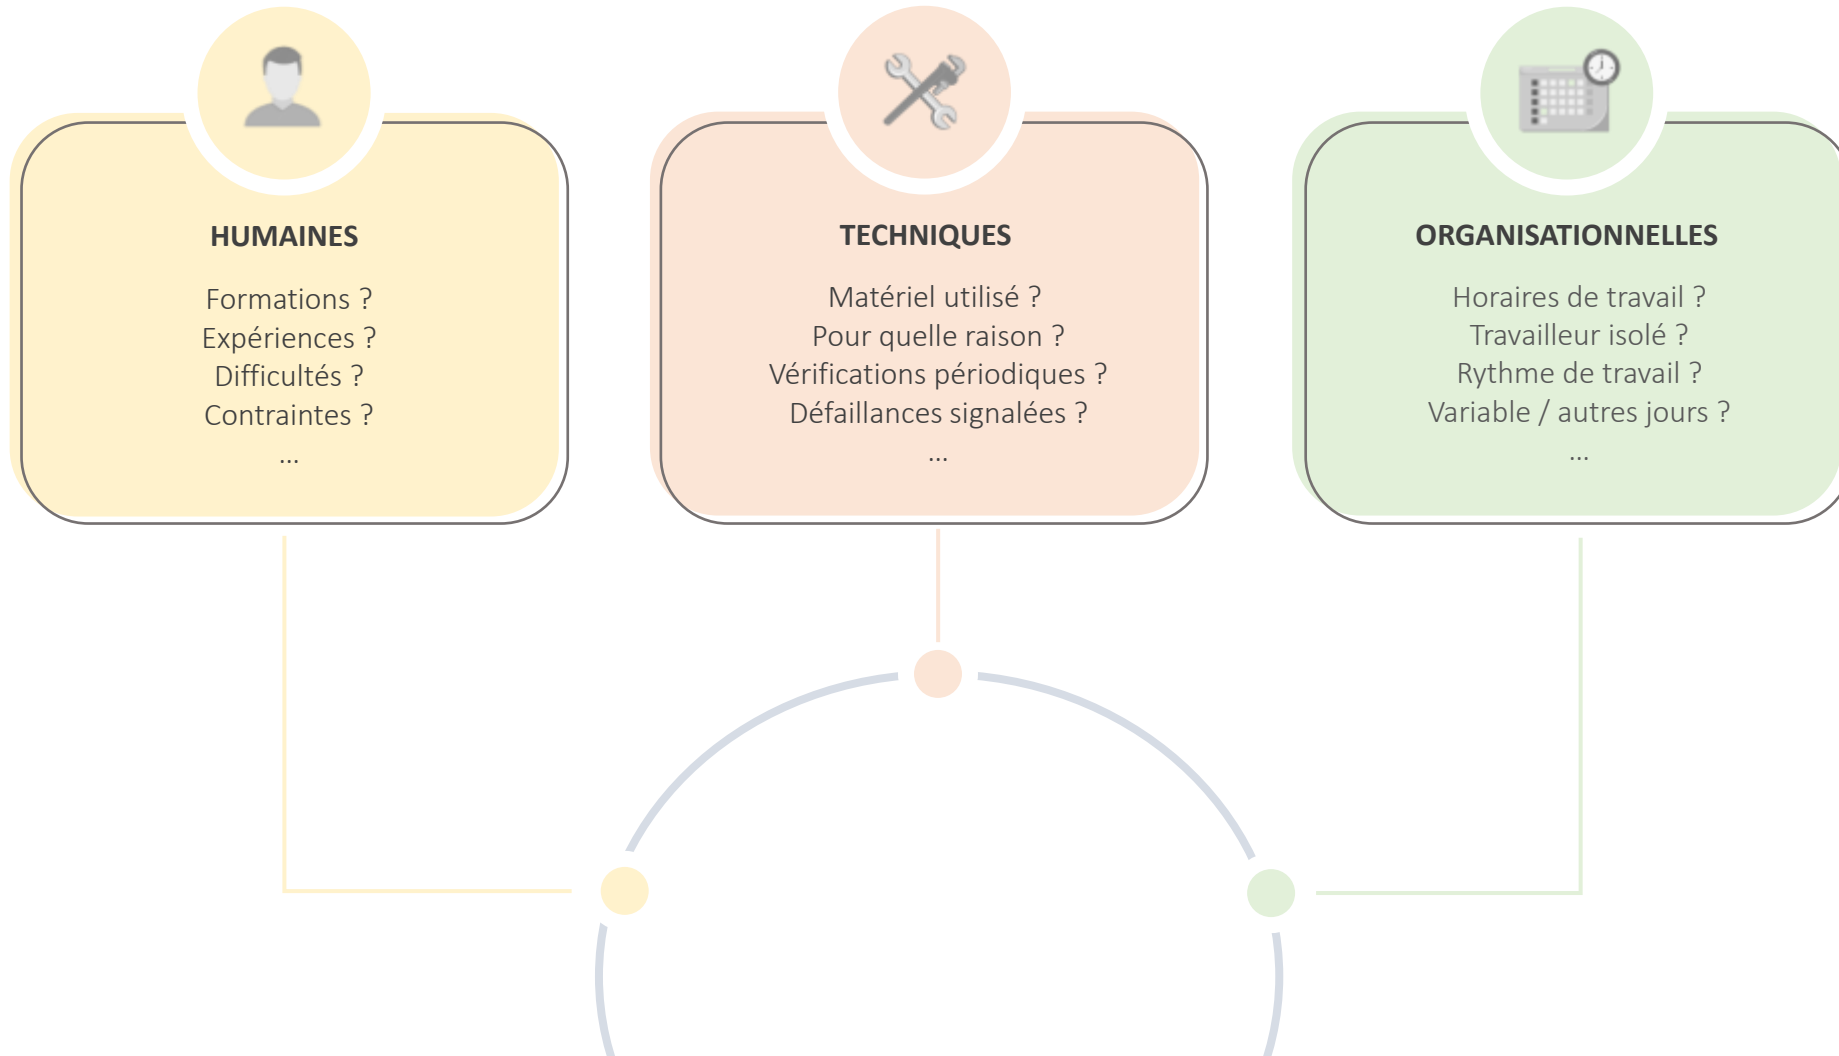 HUMAINES
Formations ?
Expériences ?
Difficultés ?
Contraintes ?
...
TECHNIQUES
Matériel utilisé ?
Pour quelle raison ?
Vérifications périodiques ?
Défaillances signalées ?
...
ORGANISATIONNELLES
Horaires de travail ?
Travailleur isolé ?
Rythme de travail ?
Variable / autres jours ?
...